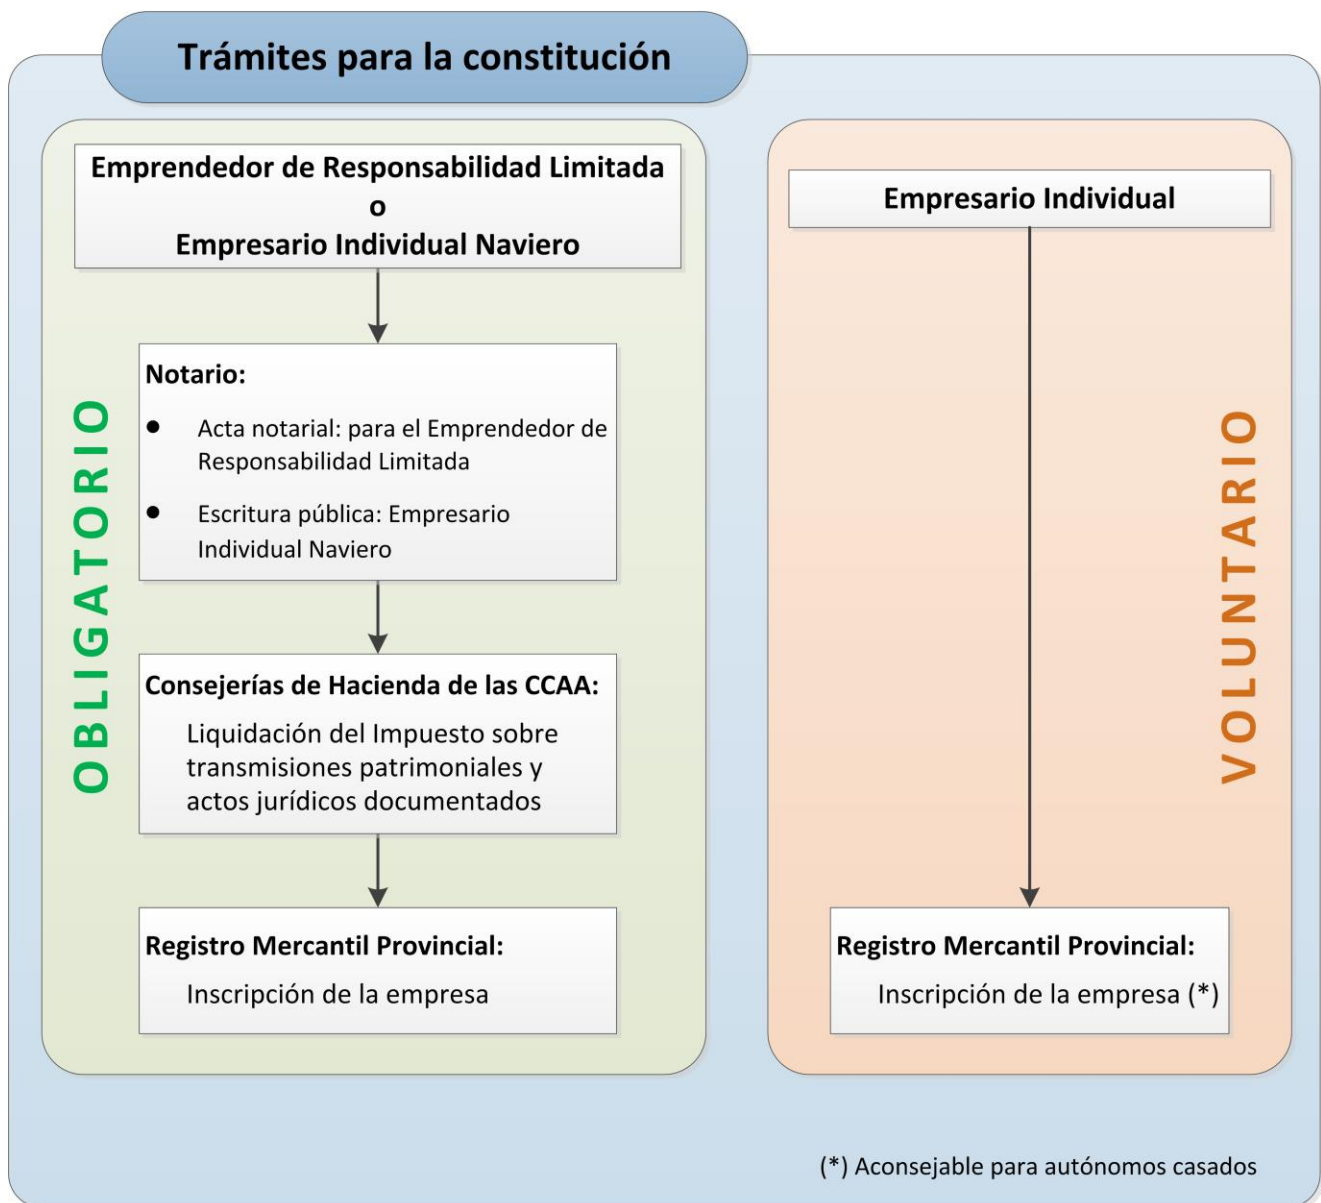 Trámites para la constitución
Emprendedor de Responsabilidad Limitada
o
Empresario Individual Naviero
OBLIGATORIO
Notario:
● Acta notarial: para el Emprendedor de
Responsabilidad Limitada
● Escritura pública: Empresario
Individual Naviero
Consejerías de Hacienda de las CCAA:
Liquidación del Impuesto sobre
transmisiones patrimoniales y
actos jurídicos documentados
Registro Mercantil Provincial:
Inscripción de la empresa
Empresario Individual
VOLUNTARIO
Registro Mercantil Provincial:
Inscripción de la empresa (*)
(*) Aconsejable para autónomos casados